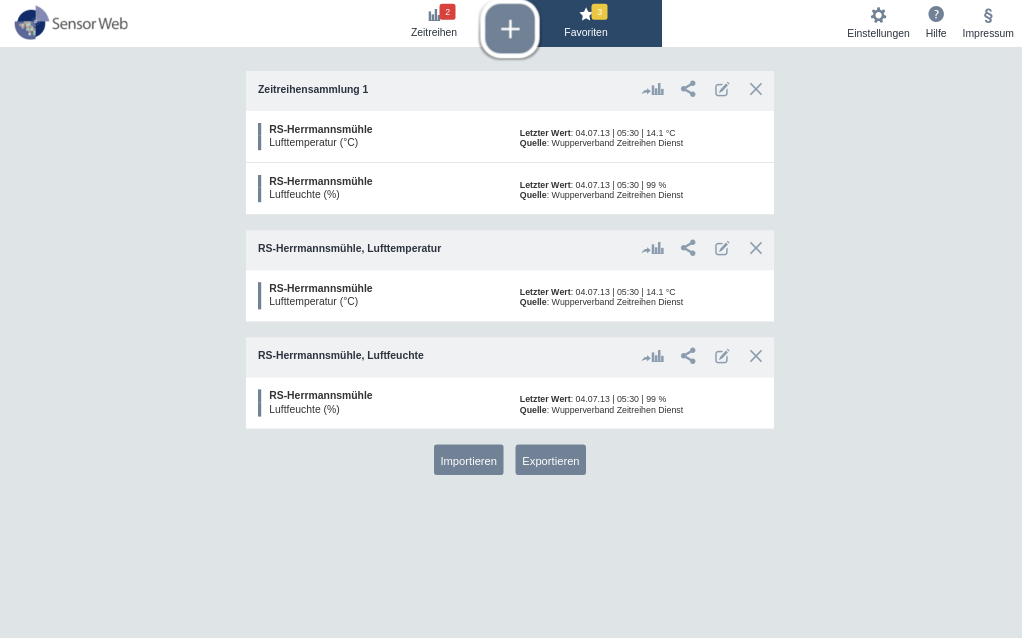 Sensor Web
2
Zeitreihen
+
3
Favoriten
Einstellungen
?
Hilfe
§
Impressum
Zeitreihensammlung 1
RS-Herrmannsmühle
Lufttemperatur (°C)
Letzter Wert: 04.07.13 | 05:30 | 14.1 °C
Quelle: Wupperverband Zeitreihen Dienst
RS-Herrmannsmühle
Luftfeuchte (%)
Letzter Wert: 04.07.13 | 05:30 | 99 %
Quelle: Wupperverband Zeitreihen Dienst
RS-Herrmannsmühle, Lufttemperatur
RS-Herrmannsmühle
Lufttemperatur (°C)
Letzter Wert: 04.07.13 | 05:30 | 14.1 °C
Quelle: Wupperverband Zeitreihen Dienst
RS-Herrmannsmühle, Luftfeuchte
RS-Herrmannsmühle
Luftfeuchte (%)
Letzter Wert: 04.07.13 | 05:30 | 99 %
Quelle: Wupperverband Zeitreihen Dienst
Importieren
Exportieren